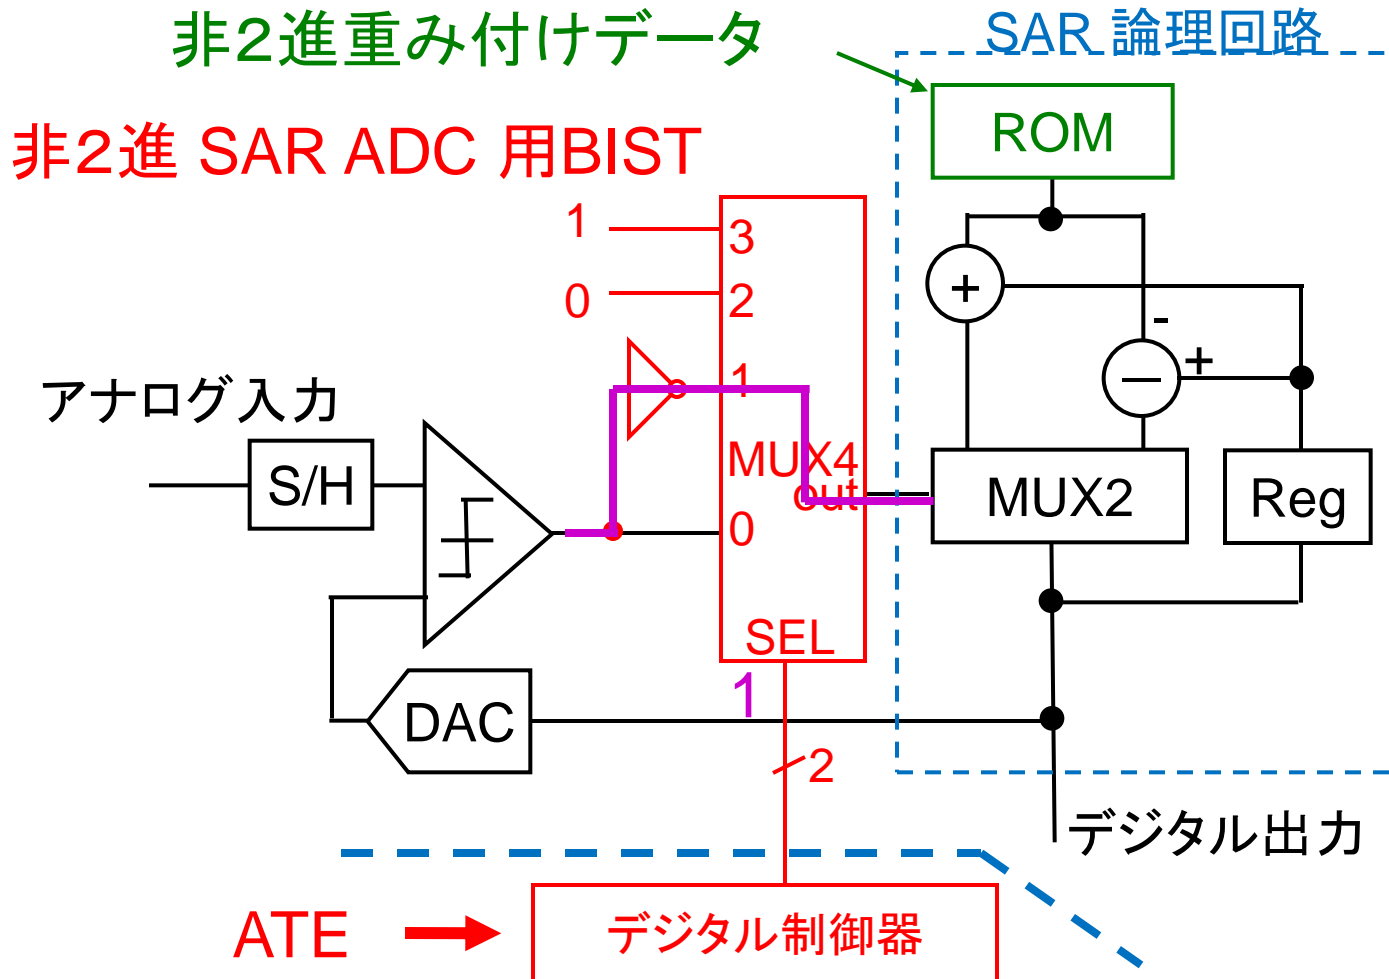 非2進重み付けデータ
SAR 論理回路
ROM
非2進 SAR ADC 用BIST
1
3
0
2
+
-
+
−
1
アナログ入力
S/H
MUX4
out
0
MUX2
Reg
SEL
1
DAC
2
デジタル出力
ATE
デジタル制御器